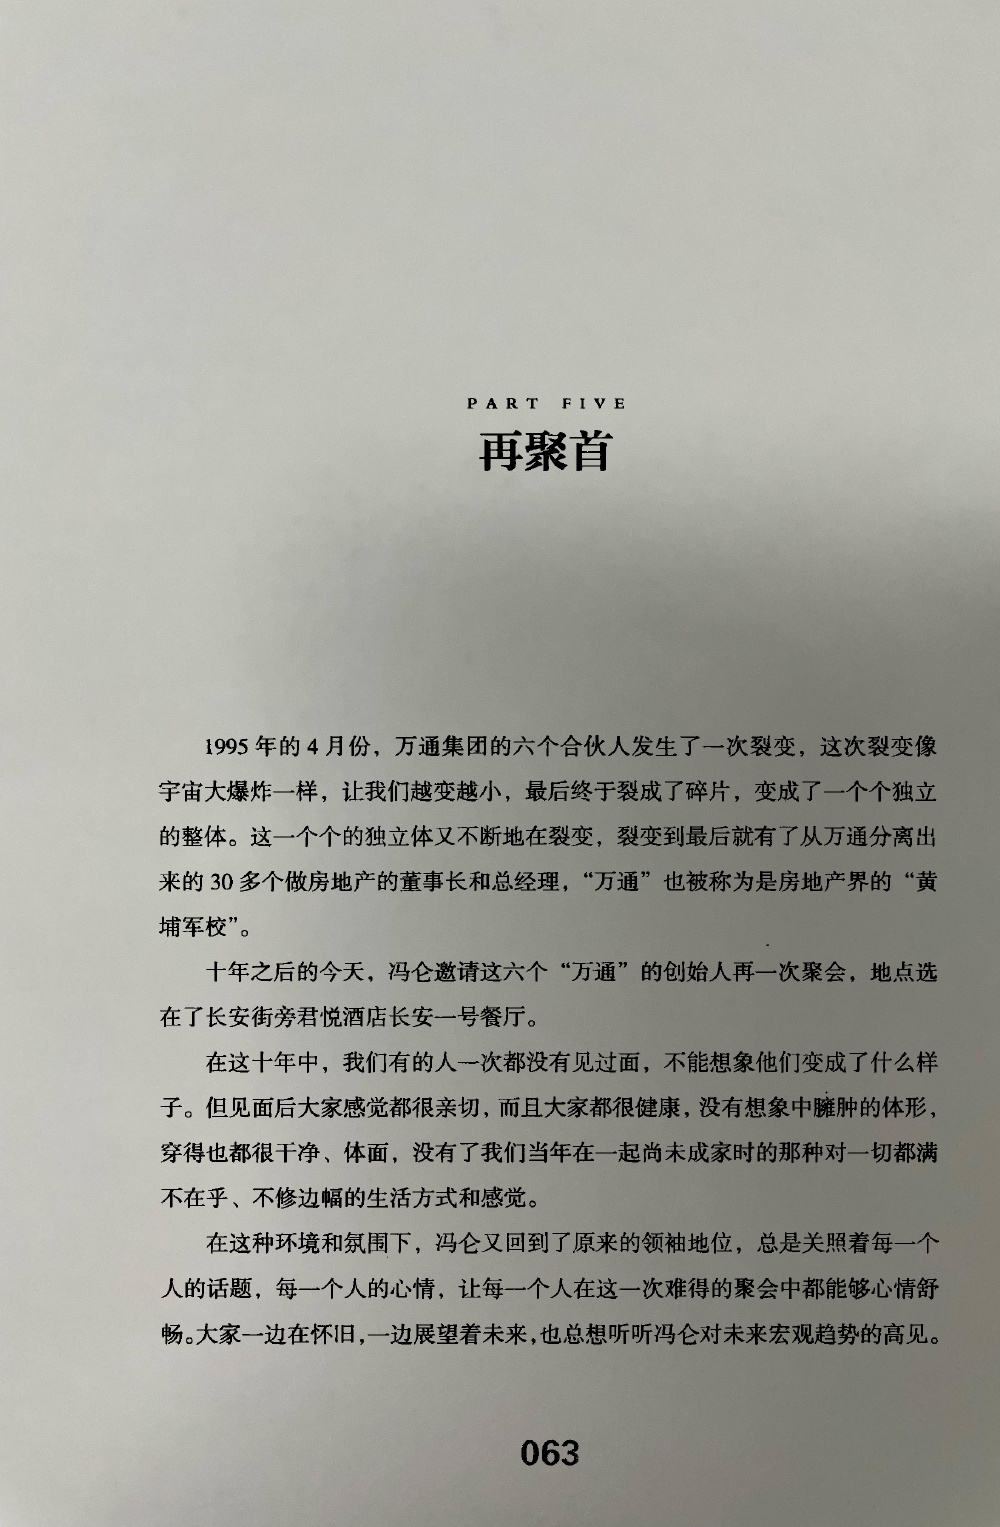 PART FIVE
再聚首
1995 年的 4 月份，万通集团的六个合伙人发生了一次裂变，这次裂变像
宇宙大爆炸一样，让我们越变越小，最后终于裂成了碎片，变成了一个个独立
的整体。这一个个的独立体又不断地在裂变，裂变到最后就有了从万通分离出
来的 30 多个做房地产的董事长和总经理，“万通”也被称为是房地产界的“黄
埔军校”。
十年之后的今天，冯仑邀请这六个“万通”的创始人再一次聚会，地点选
在了长安街旁君悦酒店长安一号餐厅。
在这十年中，我们有的人一次都没有见过面，不能想象他们变成了什么样
子。但见面后大家感觉都很亲切，而且大家都很健康，没有想象中臃肿的体形，
穿得也都很干净、体面，没有了我们当年在一起尚未成家时的那种对一切都满
不在乎、不修边幅的生活方式和感觉。
在这种环境和氛围下，冯仑又回到了原来的领袖地位，总是关照着每一个
人的话题，每一个人的心情，让每一个人在这一次难得的聚会中都能够心情舒
畅。大家一边在怀旧，一边展望着未来，也总想听听冯仑对未来宏观趋势的高见。
063